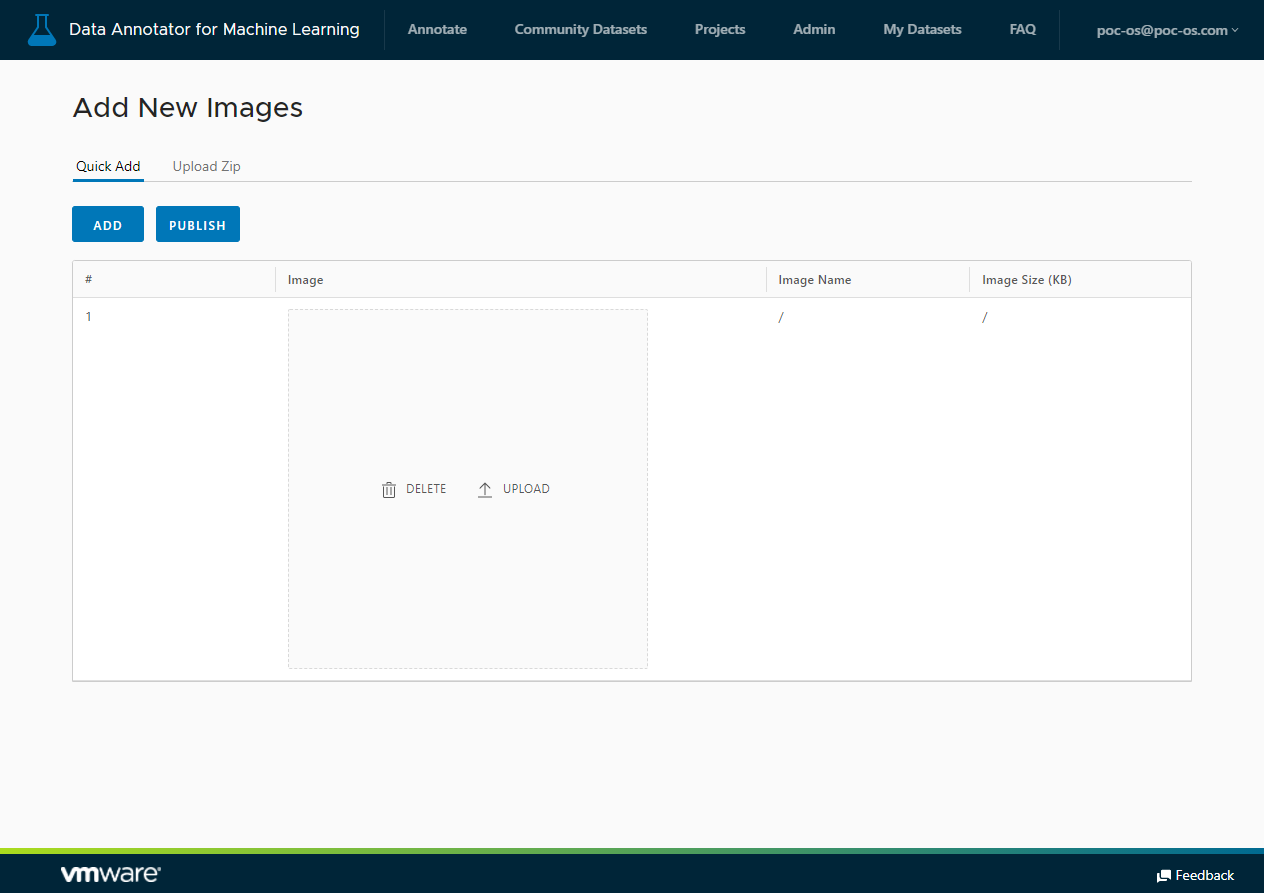 Data Annotator for Machine Learning
Annotate
Community Datasets
Projects
Admin
My Datasets
FAQ
poc-os@poc-os.com
Add New Images
Quick Add
Upload Zip
ADD
PUBLISH
# Image Image Name Image Size (KB)
1 / /
DELETE
UPLOAD
vmware®
Feedback